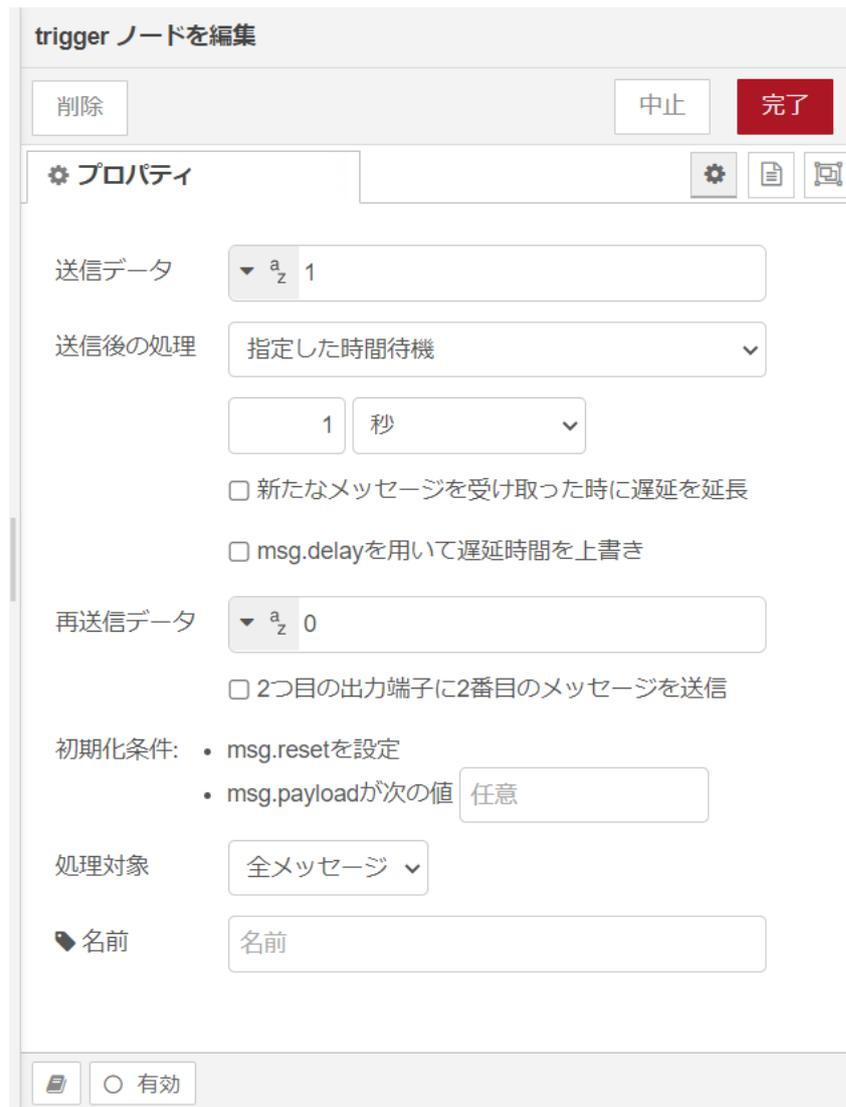 trigger ノードを編集
削除 中止 完了
プロパティ
送信データ az 1
送信後の処理 指定した時間待機
1 秒
新たなメッセージを受け取った時に遅延を延長
msg.delayを用いて遅延時間を上書き
再送信データ az 0
2つ目の出力端子に2番目のメッセージを送信
初期化条件: • msg.resetを設定
• msg.payloadが次の値 任意
処理対象 全メッセージ
名前 名前
有効